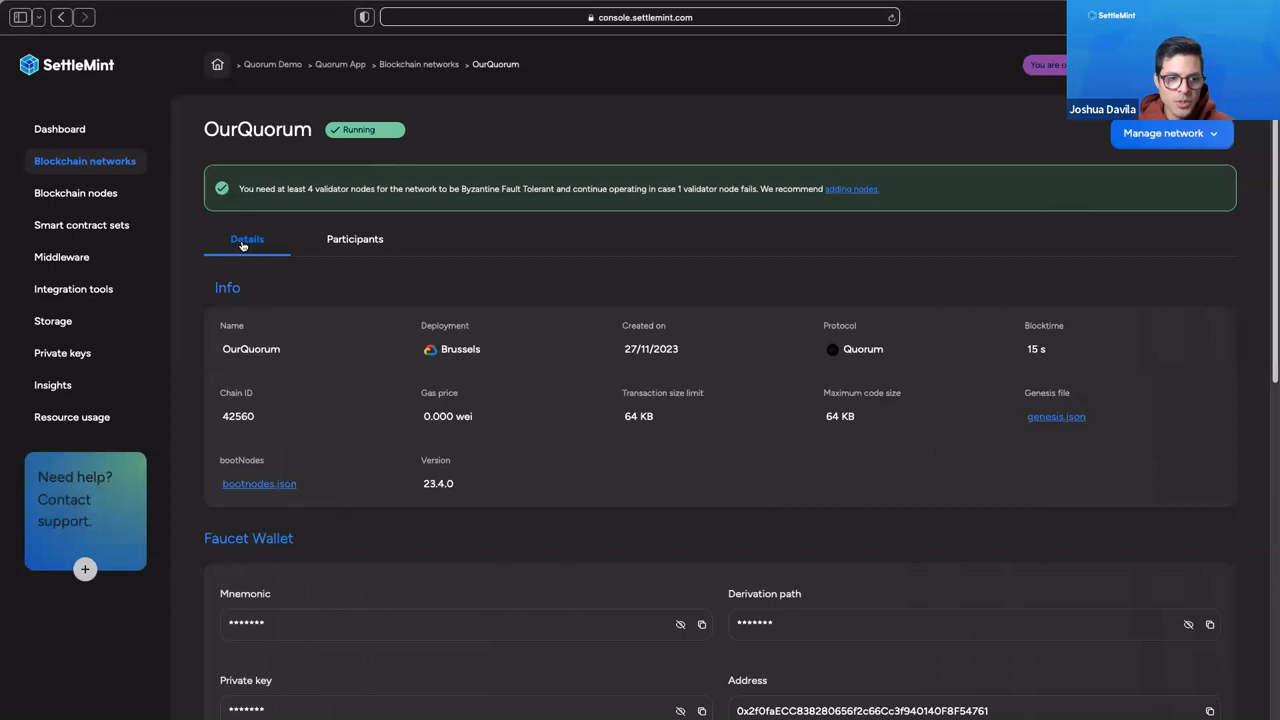 console.settlemint.com
SettleMint
SettleMint
> Quorum Demo > Quorum App > Blockchain networks > OurQuorum
You are o
Joshua Davila
Dashboard
Blockchain networks
Blockchain nodes
Smart contract sets
Middleware
Integration tools
Storage
Private keys
Insights
Resource usage
Need help?
Contact
support.
OurQuorum
Running
Manage network
You need at least 4 validator nodes for the network to be Byzantine Fault Tolerant and continue operating in case 1 validator node fails. We recommend adding nodes.
Details Participants
Info
Name Deployment Created on Protocol Blocktime
OurQuorum Brussels 27/11/2023 Quorum 15 s
Chain ID Gas price Transaction size limit Maximum code size Genesis file
42560 0.000 wei 64 KB 64 KB genesis.json
bootNodes Version
bootnodes.json 23.4.0
Faucet Wallet
Mnemonic Derivation path
******* *******
Private key Address
******* 0x2f0faECC838280656f2c66Cc3f940140F8F54761